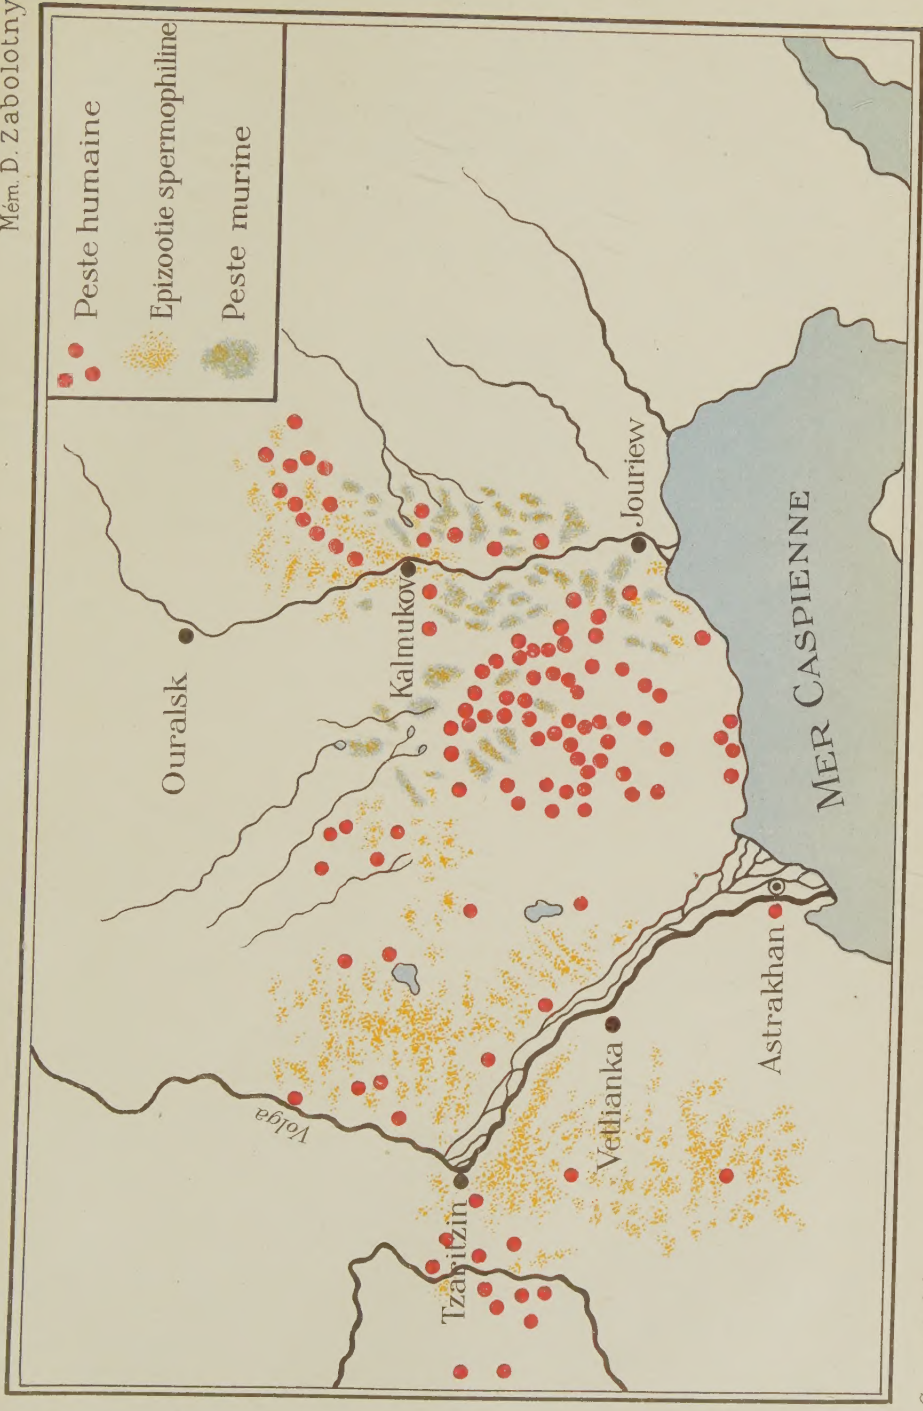 Mém. D. Zabolotny
Peste humaine
Epizootie spermophiline
Peste murine
Ouralsk
Kalmukov
Jouriew
MER CASPIENNE
Volga
Tzaritzin
Vetlianka
Astrakhan